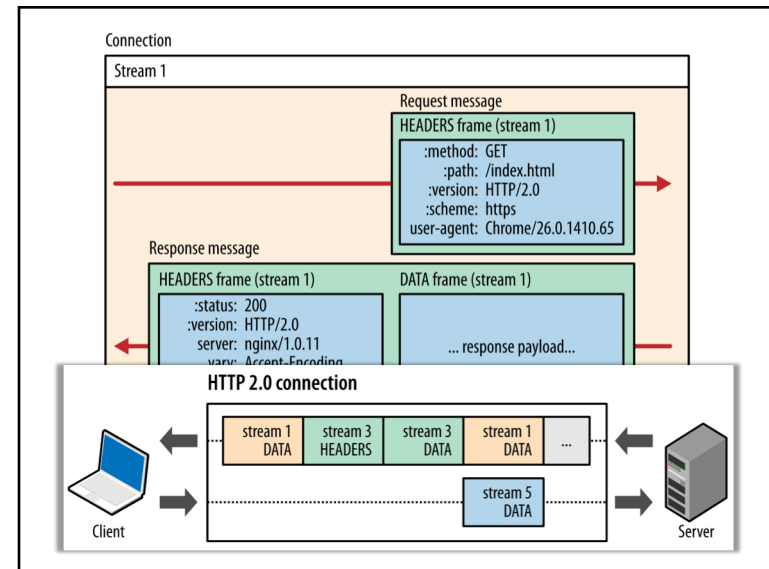 Connection
Stream 1
Request message
HEADERS frame (stream 1)
:method: GET
:path: /index.html
:version: HTTP/2.0
:scheme: https
user-agent: Chrome/26.0.1410.65
Response message
HEADERS frame (stream 1)
:status: 200
:version: HTTP/2.0
server: nginx/1.0.11
vary: Accept-Encoding
DATA frame (stream 1)
... response payload...
HTTP 2.0 connection
stream 1
DATA
stream 3
HEADERS
stream 3
DATA
stream 1
DATA
...
stream 5
DATA
Client
Server